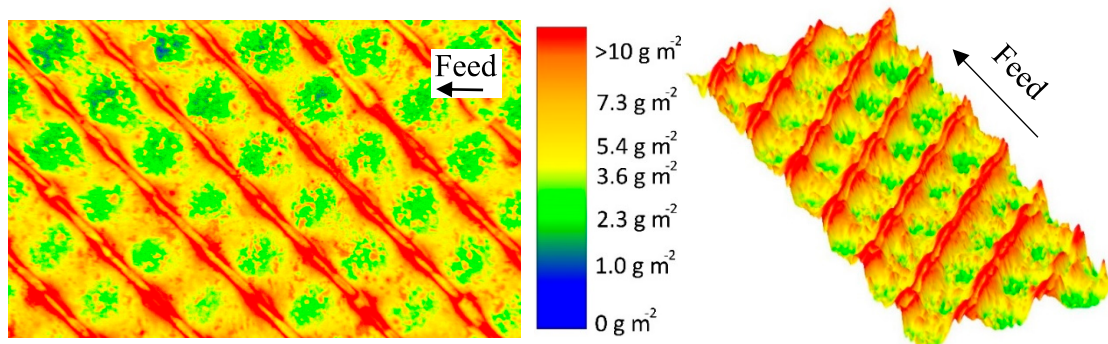 Feed
>10 g m⁻²
7.3 g m⁻²
5.4 g m⁻²
3.6 g m⁻²
2.3 g m⁻²
1.0 g m⁻²
0 g m⁻²
Feed